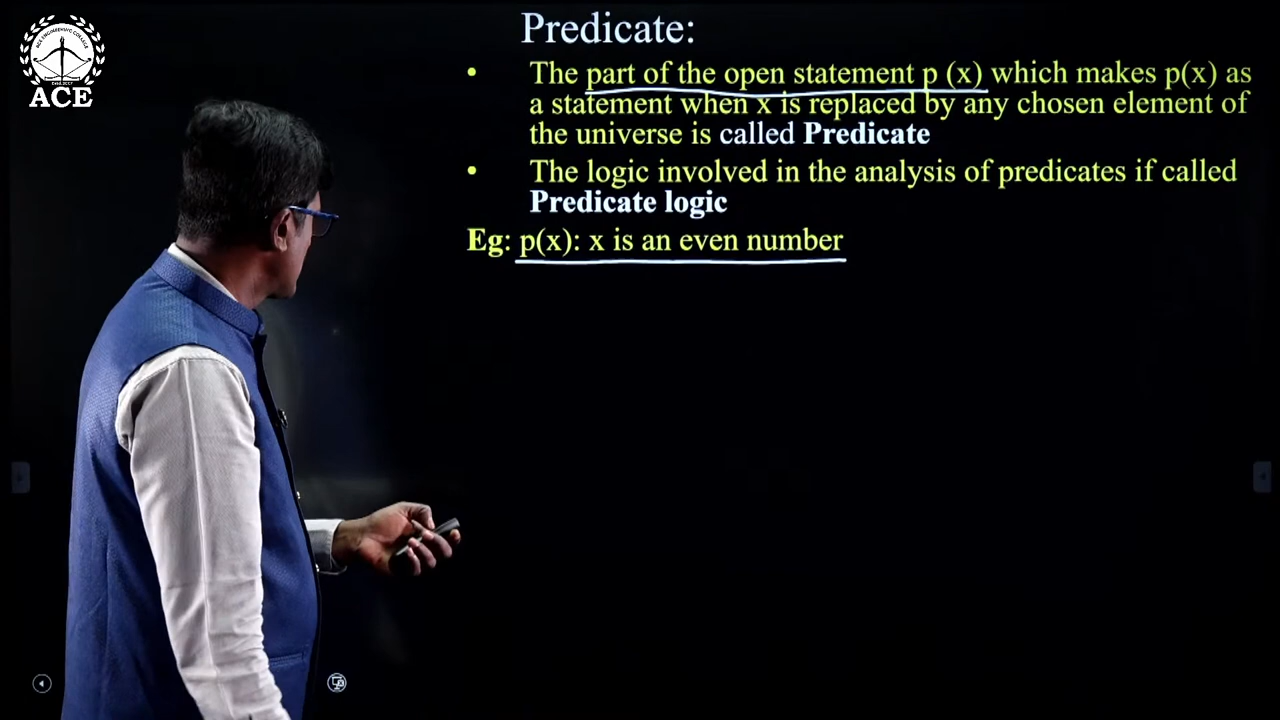 Predicate:
• The part of the open statement p (x) which makes p(x) as
a statement when x is replaced by any chosen element of
the universe is called Predicate
• The logic involved in the analysis of predicates if called
Predicate logic
Eg: p(x): x is an even number
ACE